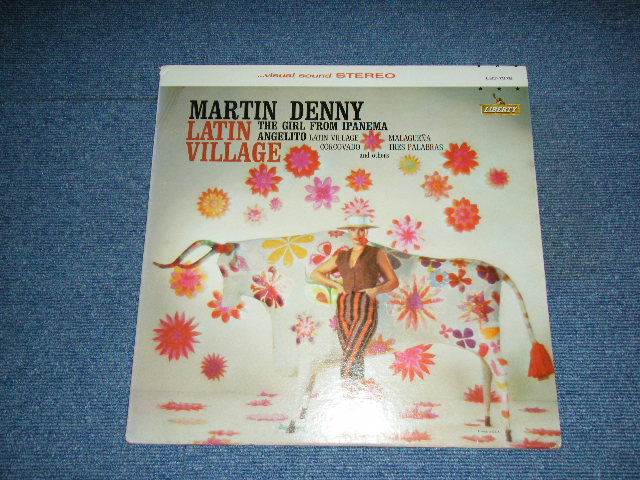 ...visual sound STEREO
LIBERTY
MARTIN DENNY
LATIN VILLAGE
THE GIRL FROM IPANEMA
ANGELITO LATIN VILLAGE MALAGUEÑA
CORCOVADO TRES PALABRAS
and others